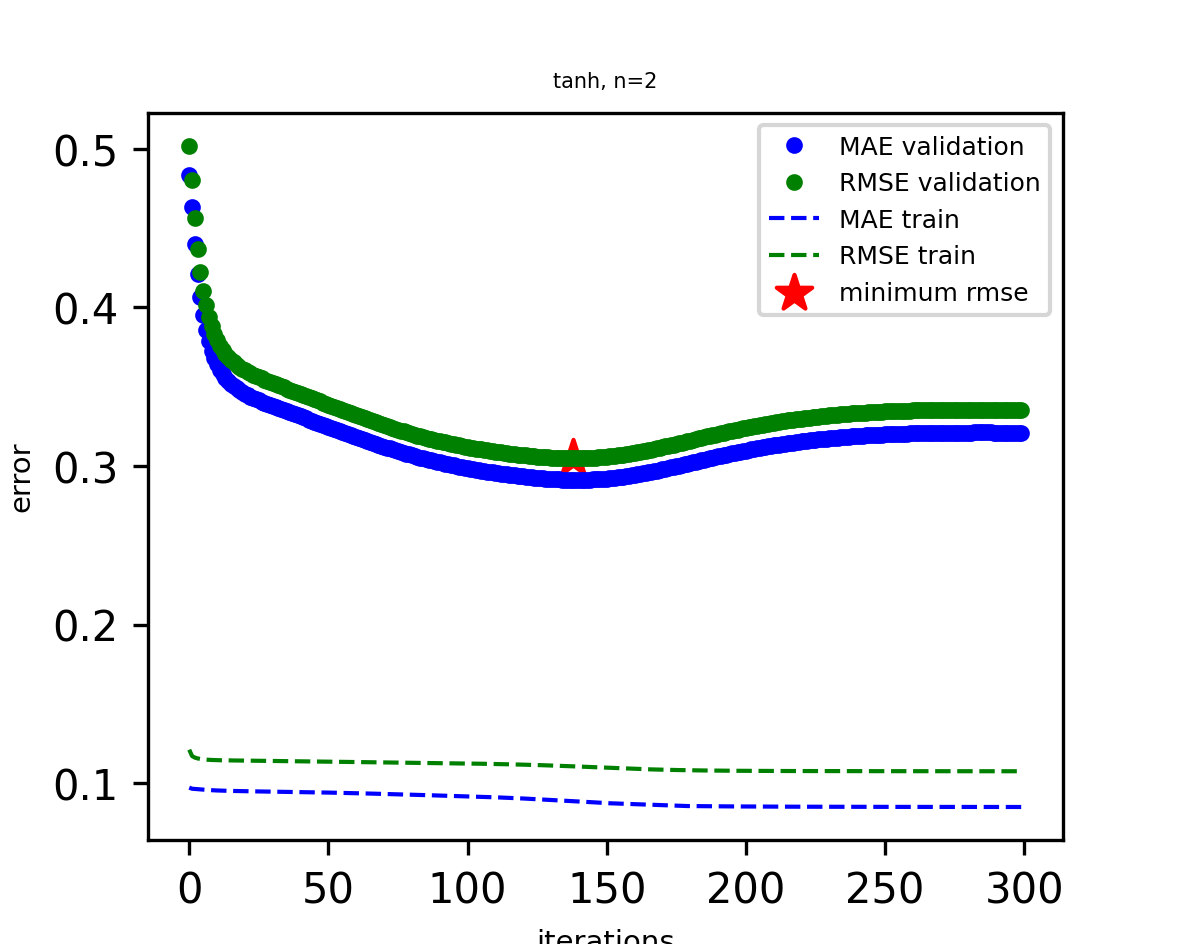 tanh, n=2
0.5
0.4
0.3
0.2
0.1
error
MAE validation
RMSE validation
MAE train
RMSE train
minimum rmse
0 50 100 150 200 250 300
iterations